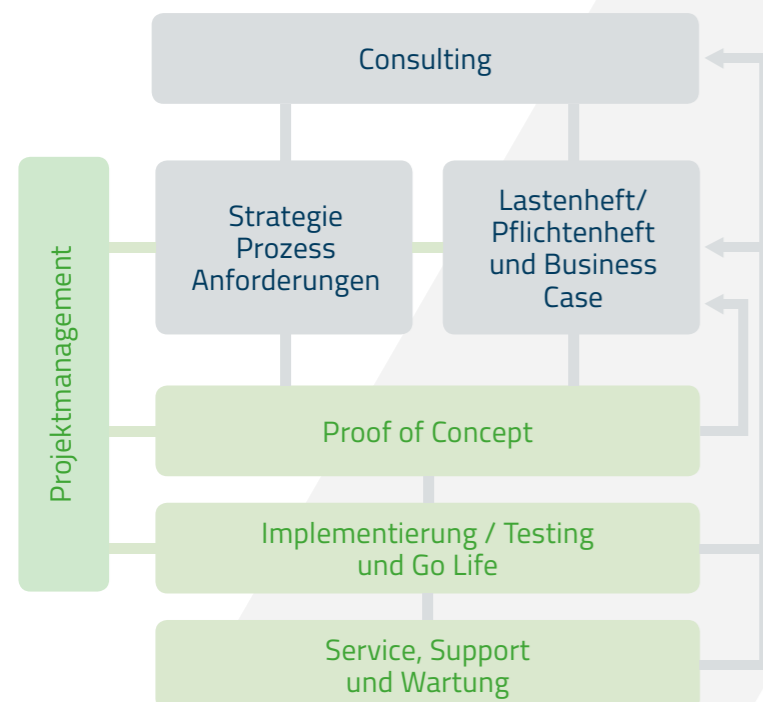 Consulting
Projektmanagement
Strategie
Prozess
Anforderungen
Lastenheft/
Pflichtenheft
und Business
Case
Proof of Concept
Implementierung / Testing
und Go Life
Service, Support
und Wartung